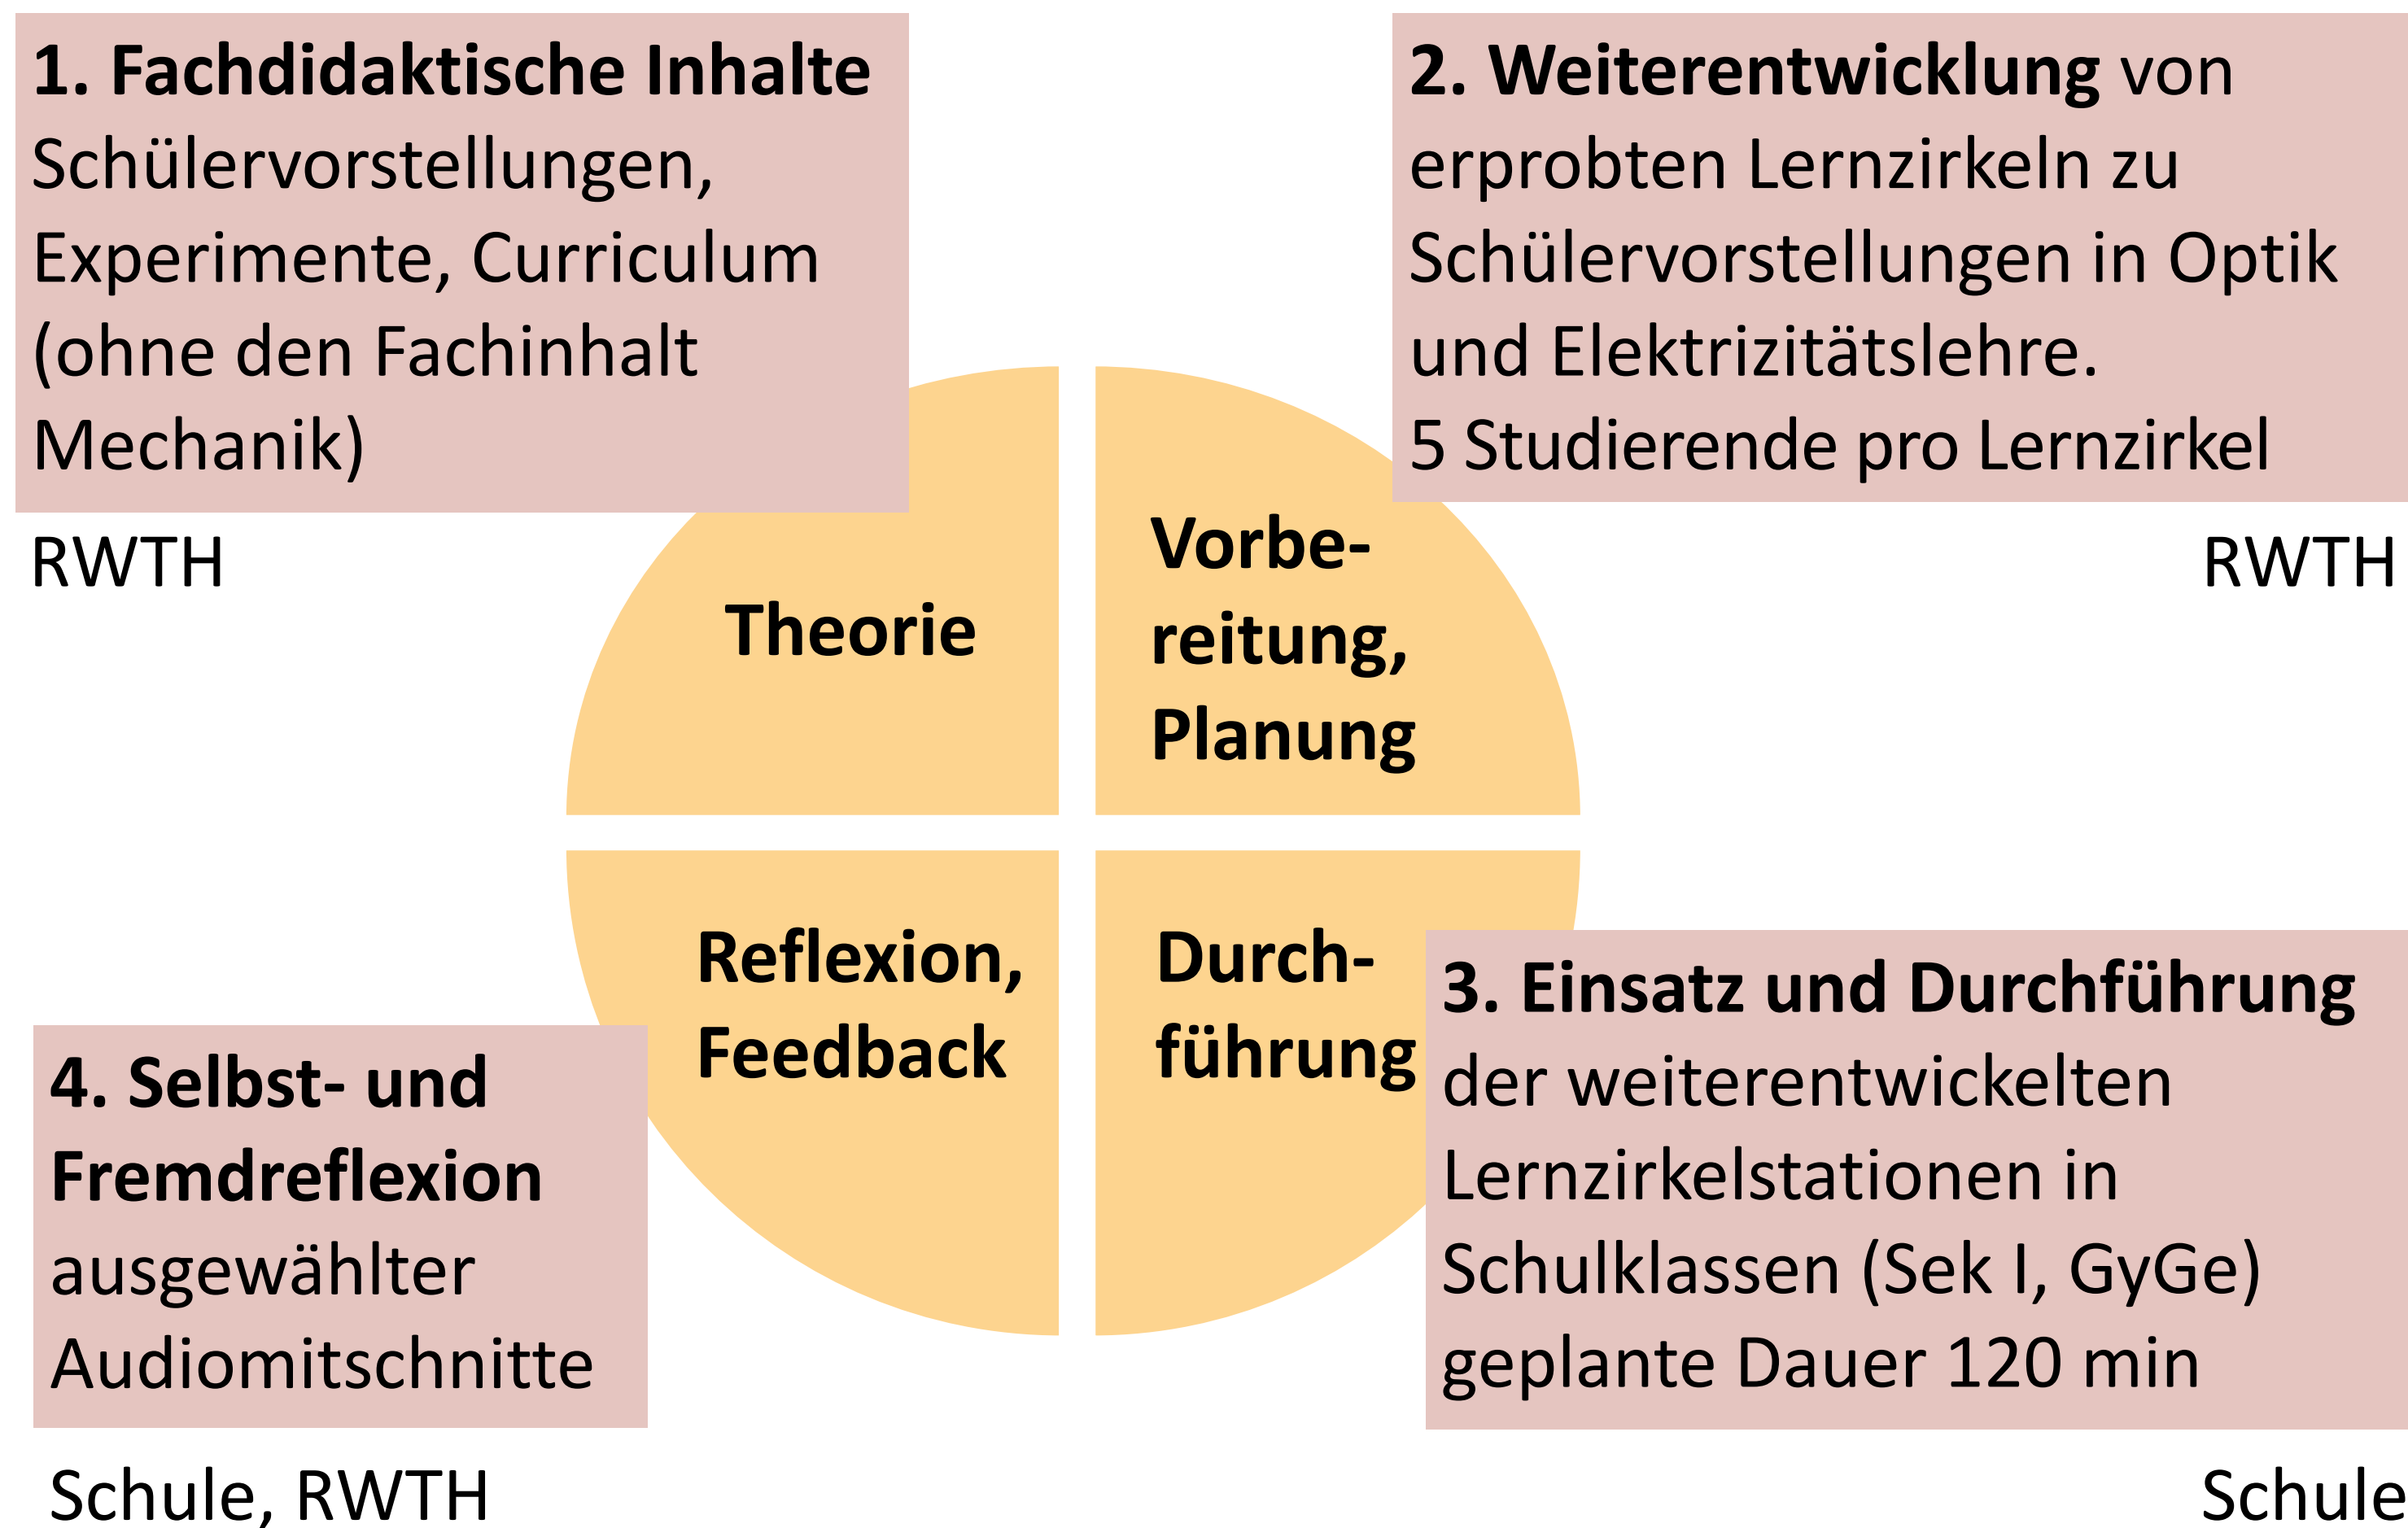 1. Fachdidaktische Inhalte
Schülervorstellungen,
Experimente, Curriculum
(ohne den Fachinhalt
Mechanik)
RWTH
2. Weiterentwicklung von
erprobten Lernzirkeln zu
Schülervorstellungen in Optik
und Elektrizitätslehre.
5 Studierende pro Lernzirkel
RWTH
Theorie
Vorbe-
reitung,
Planung
Reflexion,
Feedback
Durch-
führung
3. Einsatz und Durchführung
der weiterentwickelten
Lernzirkelstationen in
Schulklassen (Sek I, GyGe)
geplante Dauer 120 min
Schule
4. Selbst- und
Fremdreflexion
ausgewählter
Audiomitschnitte
Schule, RWTH